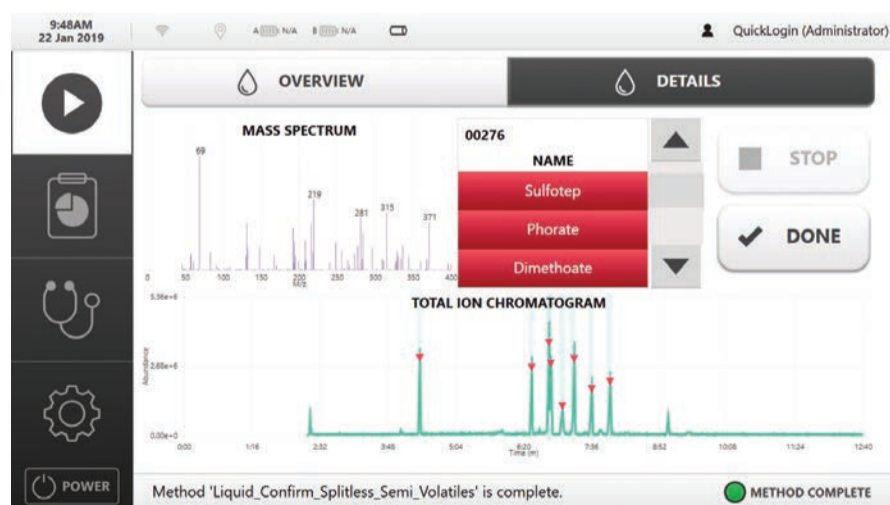 9:48AM
22 Jan 2019
A N/A B N/A
QuickLogin (Administrator)
OVERVIEW
DETAILS
MASS SPECTRUM
69
219
281
315
371
0 50 100 150 200 250 300 350 400
M/z
00276
NAME
Sulfotep
Phorate
Dimethoate
STOP
DONE
TOTAL ION CHROMATOGRAM
5.36e+6
2.68e+6
0.00e+0
Abundance
0:00 1:16 2:32 3:48 5:04 6:20 7:36 8:52 10:08 11:24 12:40
Time (m)
POWER
Method 'Liquid_Confirm_Splitless_Semi_Volatiles' is complete.
METHOD COMPLETE